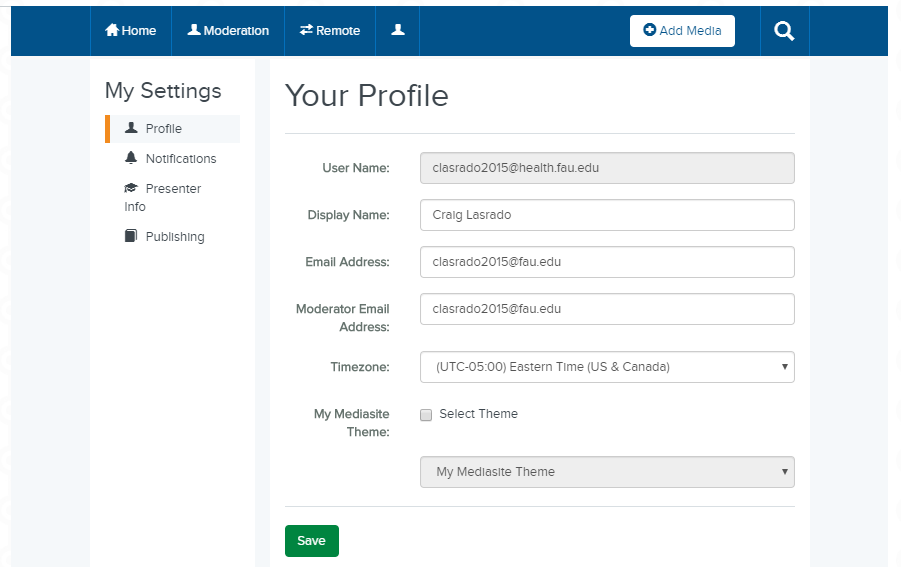 Home Moderation Remote Add Media
My Settings
Profile
Notifications
Presenter
Info
Publishing
Your Profile
User Name: clasrado2015@health.fau.edu
Display Name: Craig Lasrado
Email Address: clasrado2015@fau.edu
Moderator Email clasrado2015@fau.edu
Address:
Timezone: (UTC-05:00) Eastern Time (US & Canada)
My Mediasite Select Theme
Theme:
My Mediasite Theme
Save